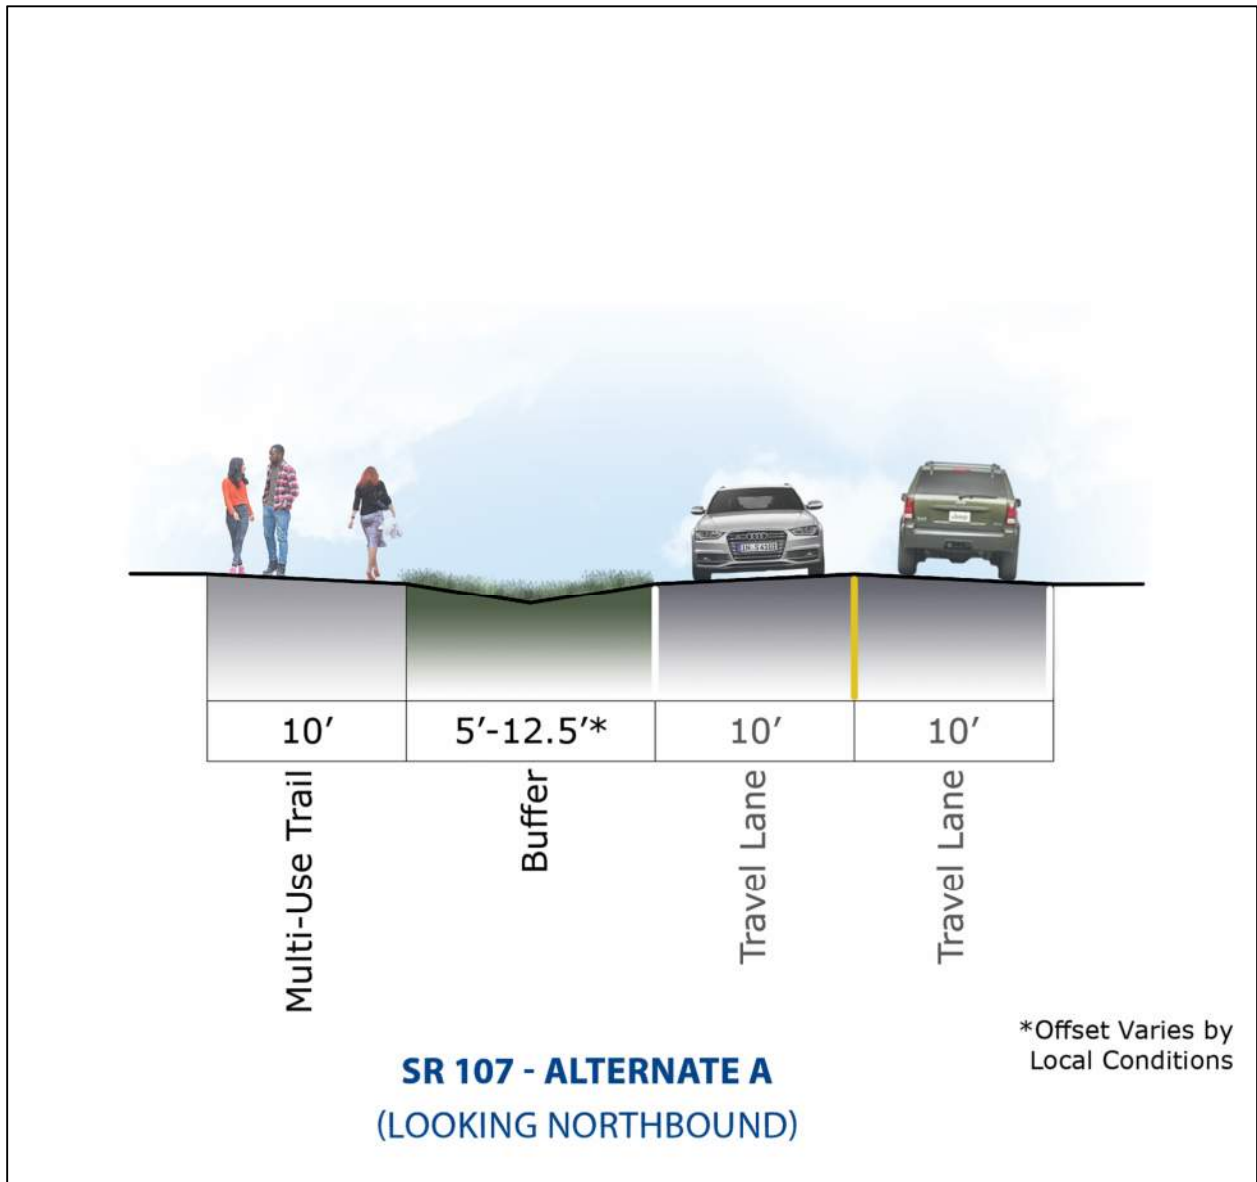 10′
5′-12.5′*
10′
10′
Multi-Use Trail
Buffer
Travel Lane
Travel Lane
*Offset Varies by
Local Conditions
SR 107 - ALTERNATE A
(LOOKING NORTHBOUND)